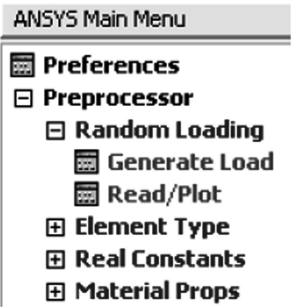 ANSYS Main Menu
Preferences
Preprocessor
Random Loading
Generate Load
Read/Plot
Element Type
Real Constants
Material Props